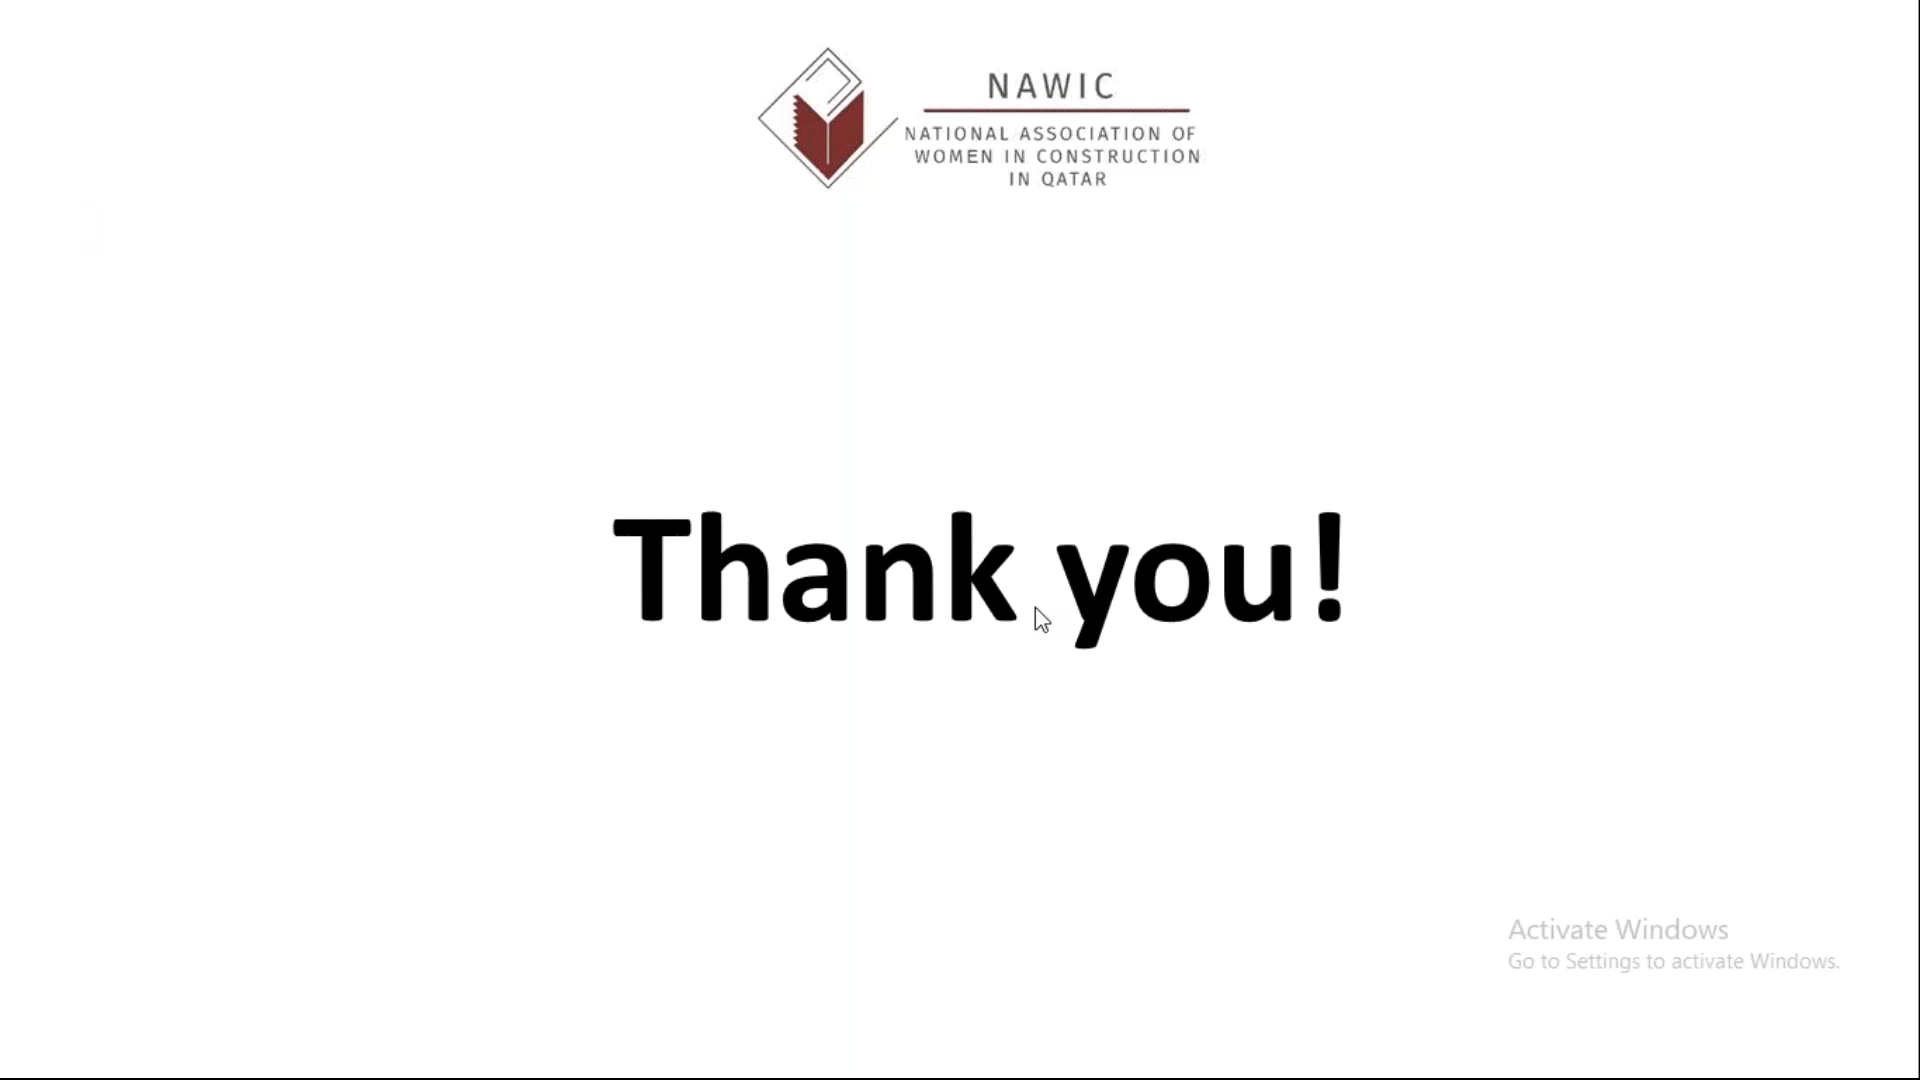 NAWIC
NATIONAL ASSOCIATION OF
WOMEN IN CONSTRUCTION
IN QATAR
Thank you!
Activate Windows
Go to Settings to activate Windows.